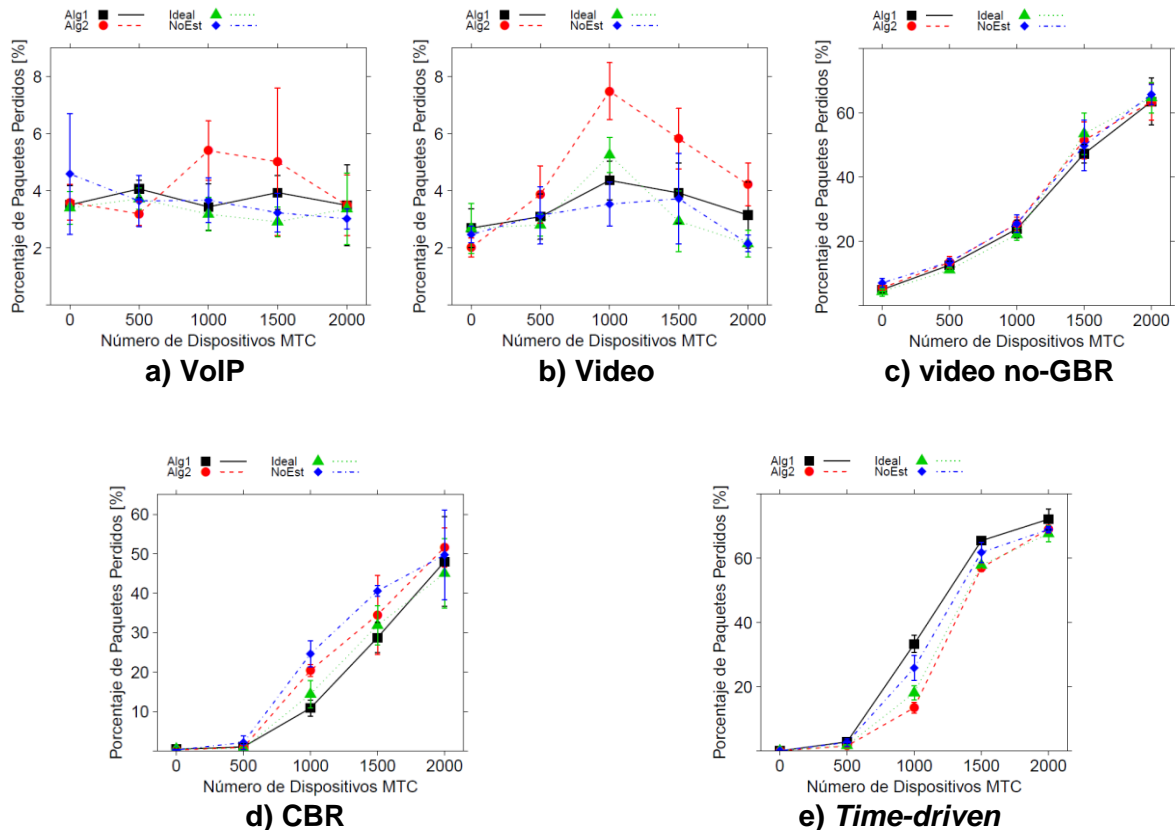 Alg1 Ideal
Alg2 NoEst
Porcentaje de Paquetes Perdidos [%]
8
6
4
2
0 500 1000 1500 2000
Número de Dispositivos MTC
a) VoIP
Alg1 Ideal
Alg2 NoEst
Porcentaje de Paquetes Perdidos [%]
8
6
4
2
0 500 1000 1500 2000
Número de Dispositivos MTC
b) Video
Alg1 Ideal
Alg2 NoEst
Porcentaje de Paquetes Perdidos [%]
60
40
20
0 500 1000 1500 2000
Número de Dispositivos MTC
c) video no-GBR
Alg1 Ideal
Alg2 NoEst
Porcentaje de Paquetes Perdidos [%]
60
50
40
30
20
10
0 500 1000 1500 2000
Número de Dispositivos MTC
d) CBR
Alg1 Ideal
Alg2 NoEst
Porcentaje de Paquetes Perdidos [%]
60
40
20
0 500 1000 1500 2000
Número de Dispositivos MTC
e) Time-driven